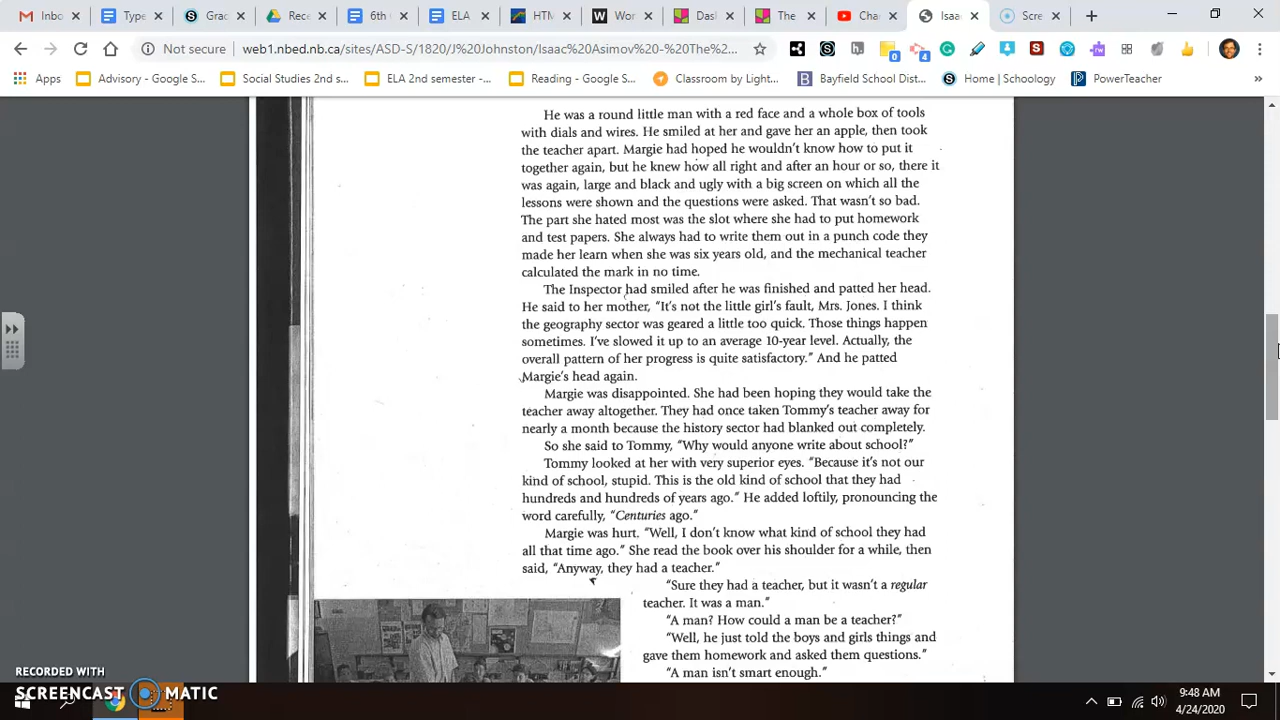 Inbo
Typ
Grac
Reca
6th
ELA
HTM
Wor
Dash
The
Cha
Isaa
Scre
Not secure
web1.nbed.nb.ca/sites/ASD-S/1820/J%20Johnston/Isaac%20Asimov%20-%20The%2...
0
4
Apps
Advisory - Google S...
Social Studies 2nd s...
ELA 2nd semester -...
Reading - Google S...
Classroom by Light...
Bayfield School Dist...
Home | Schoology
PowerTeacher
He was a round little man with a red face and a whole box of tools
with dials and wires. He smiled at her and gave her an apple, then took
the teacher apart. Margie had hoped he wouldn't know how to put it
together again, but he knew how all right and after an hour or so, there it
was again, large and black and ugly with a big screen on which all the
lessons were shown and the questions were asked. That wasn't so bad.
The part she hated most was the slot where she had to put homework
and test papers. She always had to write them out in a punch code they
made her learn when she was six years old, and the mechanical teacher
calculated the mark in no time.
The Inspector had smiled after he was finished and patted her head.
He said to her mother, "It's not the little girl's fault, Mrs. Jones. I think
the geography sector was geared a little too quick. Those things happen
sometimes. I've slowed it up to an average 10-year level. Actually, the
overall pattern of her progress is quite satisfactory." And he patted
Margie's head again.
Margie was disappointed. She had been hoping they would take the
teacher away altogether. They had once taken Tommy's teacher away for
nearly a month because the history sector had blanked out completely.
So she said to Tommy, "Why would anyone write about school?"
Tommy looked at her with very superior eyes. "Because it's not our
kind of school, stupid. This is the old kind of school that they had
hundreds and hundreds of years ago." He added loftily, pronouncing the
word carefully, "Centuries ago."
Margie was hurt. "Well, I don't know what kind of school they had
all that time ago." She read the book over his shoulder for a while, then
said, "Anyway, they had a teacher."
"Sure they had a teacher, but it wasn't a regular
teacher. It was a man."
"A man? How could a man be a teacher?"
"Well, he just told the boys and girls things and
gave them homework and asked them questions."
"A man isn't smart enough."
RECORDED WITH
SCREENCAST MATIC
9:48 AM
4/24/2020